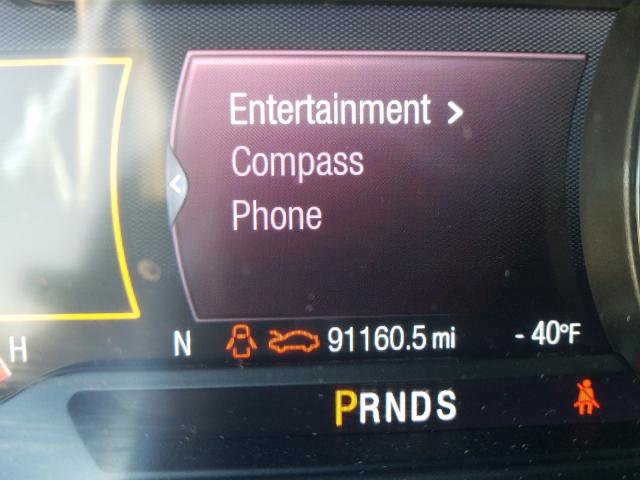 Entertainment >
Compass
Phone
H N 91160.5 mi - 40°F
PRNDS